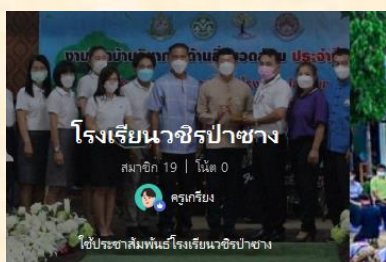 โรงเรียนวชิรป่าซาง
สมาชิก 19 | โน้ต 0
ครูเกรียง
ใช้ประชาสัมพันธ์โรงเรียนวชิรป่าซาง